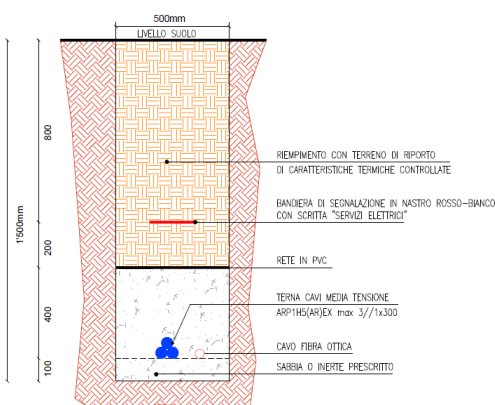 500mm
LIVELLO SUOLO
800
RIEMPIMENTO CON TERRENO DI RIPORTO
DI CARATTERISTICHE TERMICHE CONTROLLATE
BANDIERA DI SEGNALAZIONE IN NASTRO ROSSO-BIANCO
CON SCRITTA "SERVIZI ELETTRICI"
1'500mm
200
RETE IN PVC
TERNA CAVI MEDIA TENSIONE
ARP1H5(AR)EX max 3//1x300
400
CAVO FIBRA OTTICA
100
SABBIA O INERTE PRESCRITTO